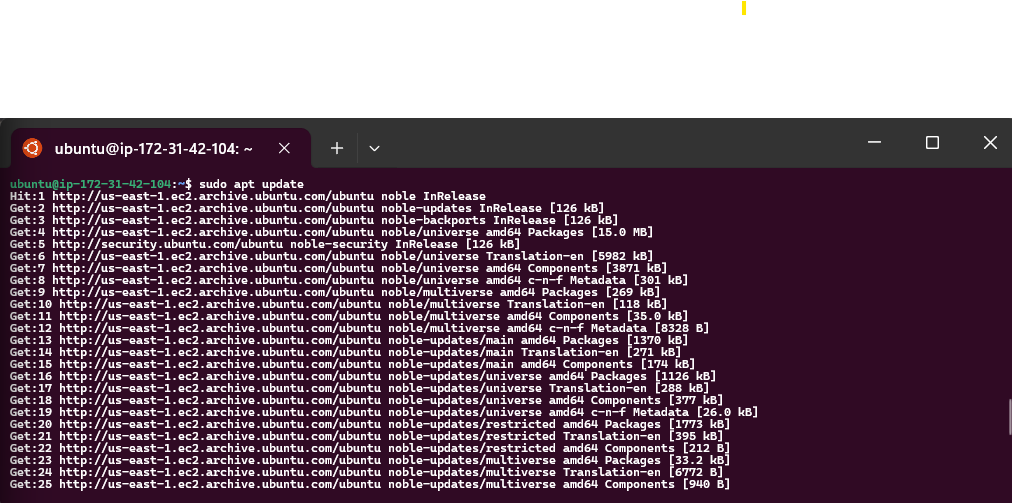 ubuntu@ip-172-31-42-104: ~
ubuntu@ip-172-31-42-104:~$ sudo apt update
Hit:1 http://us-east-1.ec2.archive.ubuntu.com/ubuntu noble InRelease
Get:2 http://us-east-1.ec2.archive.ubuntu.com/ubuntu noble-updates InRelease [126 kB]
Get:3 http://us-east-1.ec2.archive.ubuntu.com/ubuntu noble-backports InRelease [126 kB]
Get:4 http://us-east-1.ec2.archive.ubuntu.com/ubuntu noble/universe amd64 Packages [15.0 MB]
Get:5 http://security.ubuntu.com/ubuntu noble-security InRelease [126 kB]
Get:6 http://us-east-1.ec2.archive.ubuntu.com/ubuntu noble/universe Translation-en [5982 kB]
Get:7 http://us-east-1.ec2.archive.ubuntu.com/ubuntu noble/universe amd64 Components [3871 kB]
Get:8 http://us-east-1.ec2.archive.ubuntu.com/ubuntu noble/universe amd64 c-n-f Metadata [301 kB]
Get:9 http://us-east-1.ec2.archive.ubuntu.com/ubuntu noble/multiverse amd64 Packages [269 kB]
Get:10 http://us-east-1.ec2.archive.ubuntu.com/ubuntu noble/multiverse Translation-en [118 kB]
Get:11 http://us-east-1.ec2.archive.ubuntu.com/ubuntu noble/multiverse amd64 Components [35.0 kB]
Get:12 http://us-east-1.ec2.archive.ubuntu.com/ubuntu noble/multiverse amd64 c-n-f Metadata [8328 B]
Get:13 http://us-east-1.ec2.archive.ubuntu.com/ubuntu noble-updates/main amd64 Packages [1370 kB]
Get:14 http://us-east-1.ec2.archive.ubuntu.com/ubuntu noble-updates/main Translation-en [271 kB]
Get:15 http://us-east-1.ec2.archive.ubuntu.com/ubuntu noble-updates/main amd64 Components [174 kB]
Get:16 http://us-east-1.ec2.archive.ubuntu.com/ubuntu noble-updates/universe amd64 Packages [1126 kB]
Get:17 http://us-east-1.ec2.archive.ubuntu.com/ubuntu noble-updates/universe Translation-en [288 kB]
Get:18 http://us-east-1.ec2.archive.ubuntu.com/ubuntu noble-updates/universe amd64 Components [377 kB]
Get:19 http://us-east-1.ec2.archive.ubuntu.com/ubuntu noble-updates/universe amd64 c-n-f Metadata [26.0 kB]
Get:20 http://us-east-1.ec2.archive.ubuntu.com/ubuntu noble-updates/restricted amd64 Packages [1773 kB]
Get:21 http://us-east-1.ec2.archive.ubuntu.com/ubuntu noble-updates/restricted Translation-en [395 kB]
Get:22 http://us-east-1.ec2.archive.ubuntu.com/ubuntu noble-updates/restricted amd64 Components [212 B]
Get:23 http://us-east-1.ec2.archive.ubuntu.com/ubuntu noble-updates/multiverse amd64 Packages [33.2 kB]
Get:24 http://us-east-1.ec2.archive.ubuntu.com/ubuntu noble-updates/multiverse Translation-en [6772 B]
Get:25 http://us-east-1.ec2.archive.ubuntu.com/ubuntu noble-updates/multiverse amd64 Components [940 B]